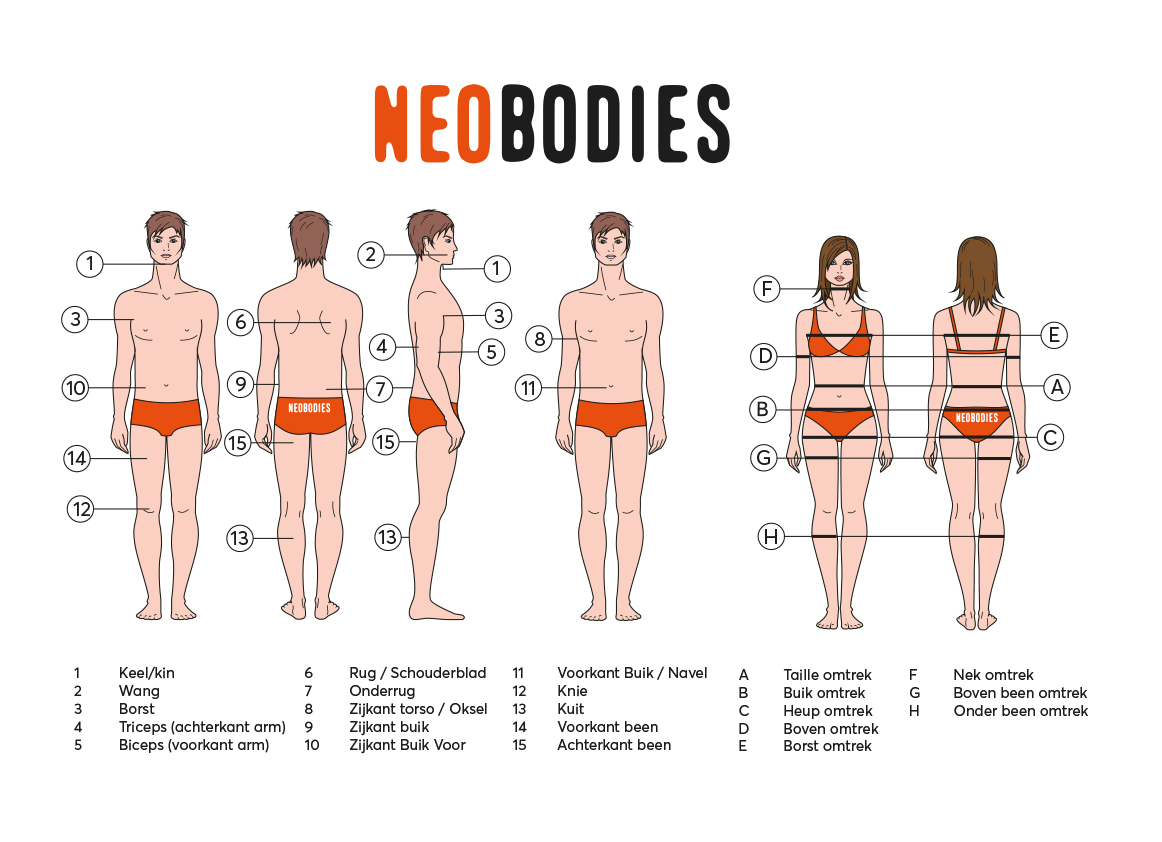 NEOBODIES
1
2
1
3
6
3
8
4
5
10
9
7
11
15
15
14
12
13
13
NEOBODIES
F
E
D
A
B
C
G
H
NEOBODIES
1 Keel/kin
2 Wang
3 Borst
4 Triceps (achterkant arm)
5 Biceps (voorkant arm)
6 Rug / Schouderblad
7 Onderrug
8 Zijkant torso / Oksel
9 Zijkant buik
10 Zijkant Buik Voor
11 Voorkant Buik / Navel
12 Knie
13 Kuit
14 Voorkant been
15 Achterkant been
A Taille omtrek
B Buik omtrek
C Heup omtrek
D Boven omtrek
E Borst omtrek
F Nek omtrek
G Boven been omtrek
H Onder been omtrek